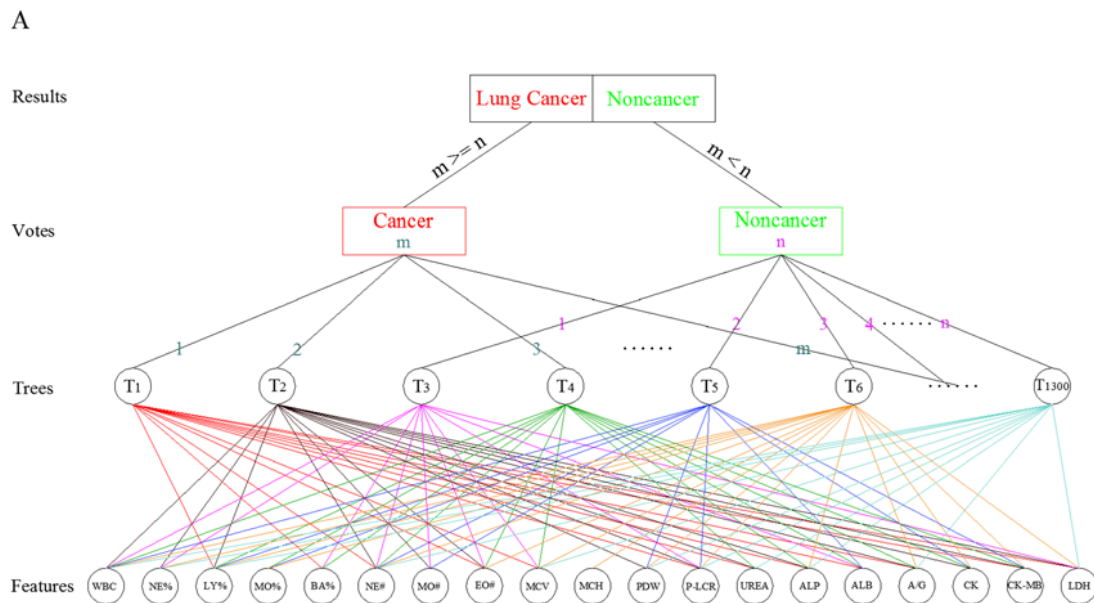 A
Results
Lung Cancer Noncancer
m >= n m < n
Votes
Cancer Noncancer
m n
1 2 3 4 ...... n
1 2 3 ...... m
Trees
T1 T2 T3 T4 T5 T6 ...... T1300
Features
WBC NE% LY% MO% BA% NE# MO# EO# MCV MCH PDW P-LCR UREA ALP ALB A/G CK CK-MB LDH